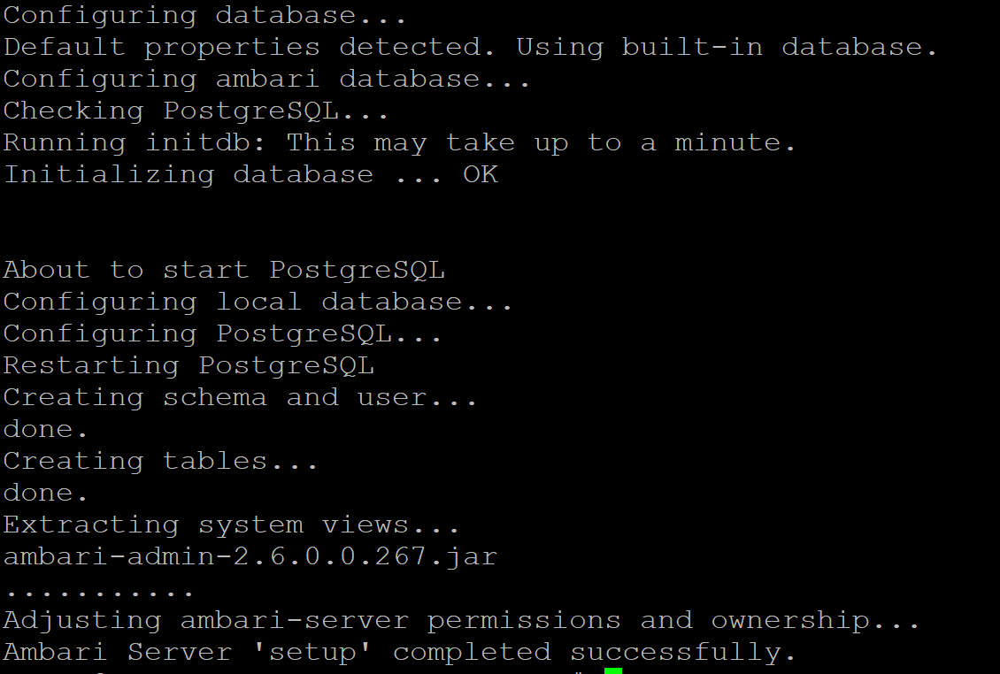 Configuring database...
Default properties detected. Using built-in database.
Configuring ambari database...
Checking PostgreSQL...
Running initdb: This may take up to a minute.
Initializing database ... OK
About to start PostgreSQL
Configuring local database...
Configuring PostgreSQL...
Restarting PostgreSQL
Creating schema and user...
done.
Creating tables...
done.
Extracting system views...
ambari-admin-2.6.0.0.267.jar
...........
Adjusting ambari-server permissions and ownership...
Ambari Server 'setup' completed successfully.